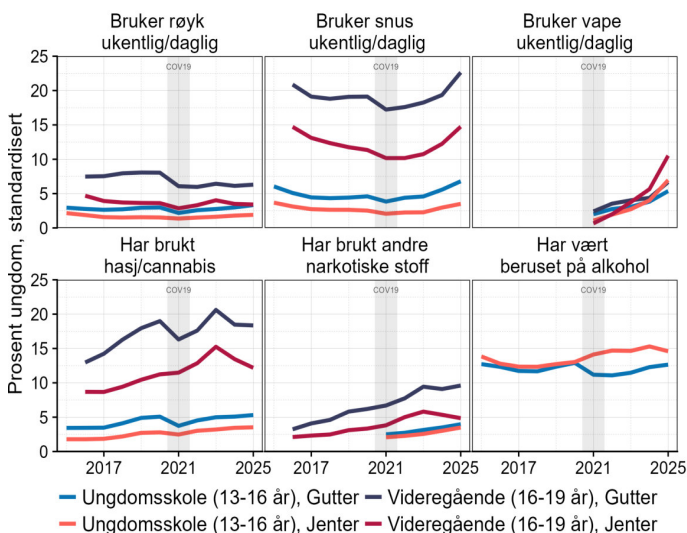 Bruker røyk
ukentlig/daglig
Bruker snus
ukentlig/daglig
Bruker vape
ukentlig/daglig
Prosent ungdom, standardisert
25
20
15
10
5
0
COV19
COV19
COV19
Har brukt
hasj/cannabis
Har brukt andre
narkotiske stoff
Har vært
beruset på alkohol
25
20
15
10
5
0
COV19
COV19
COV19
2017 2021 2025
2017 2021 2025
2017 2021 2025
Ungdomsskole (13-16 år), Gutter
Videregående (16-19 år), Gutter
Ungdomsskole (13-16 år), Jenter
Videregående (16-19 år), Jenter